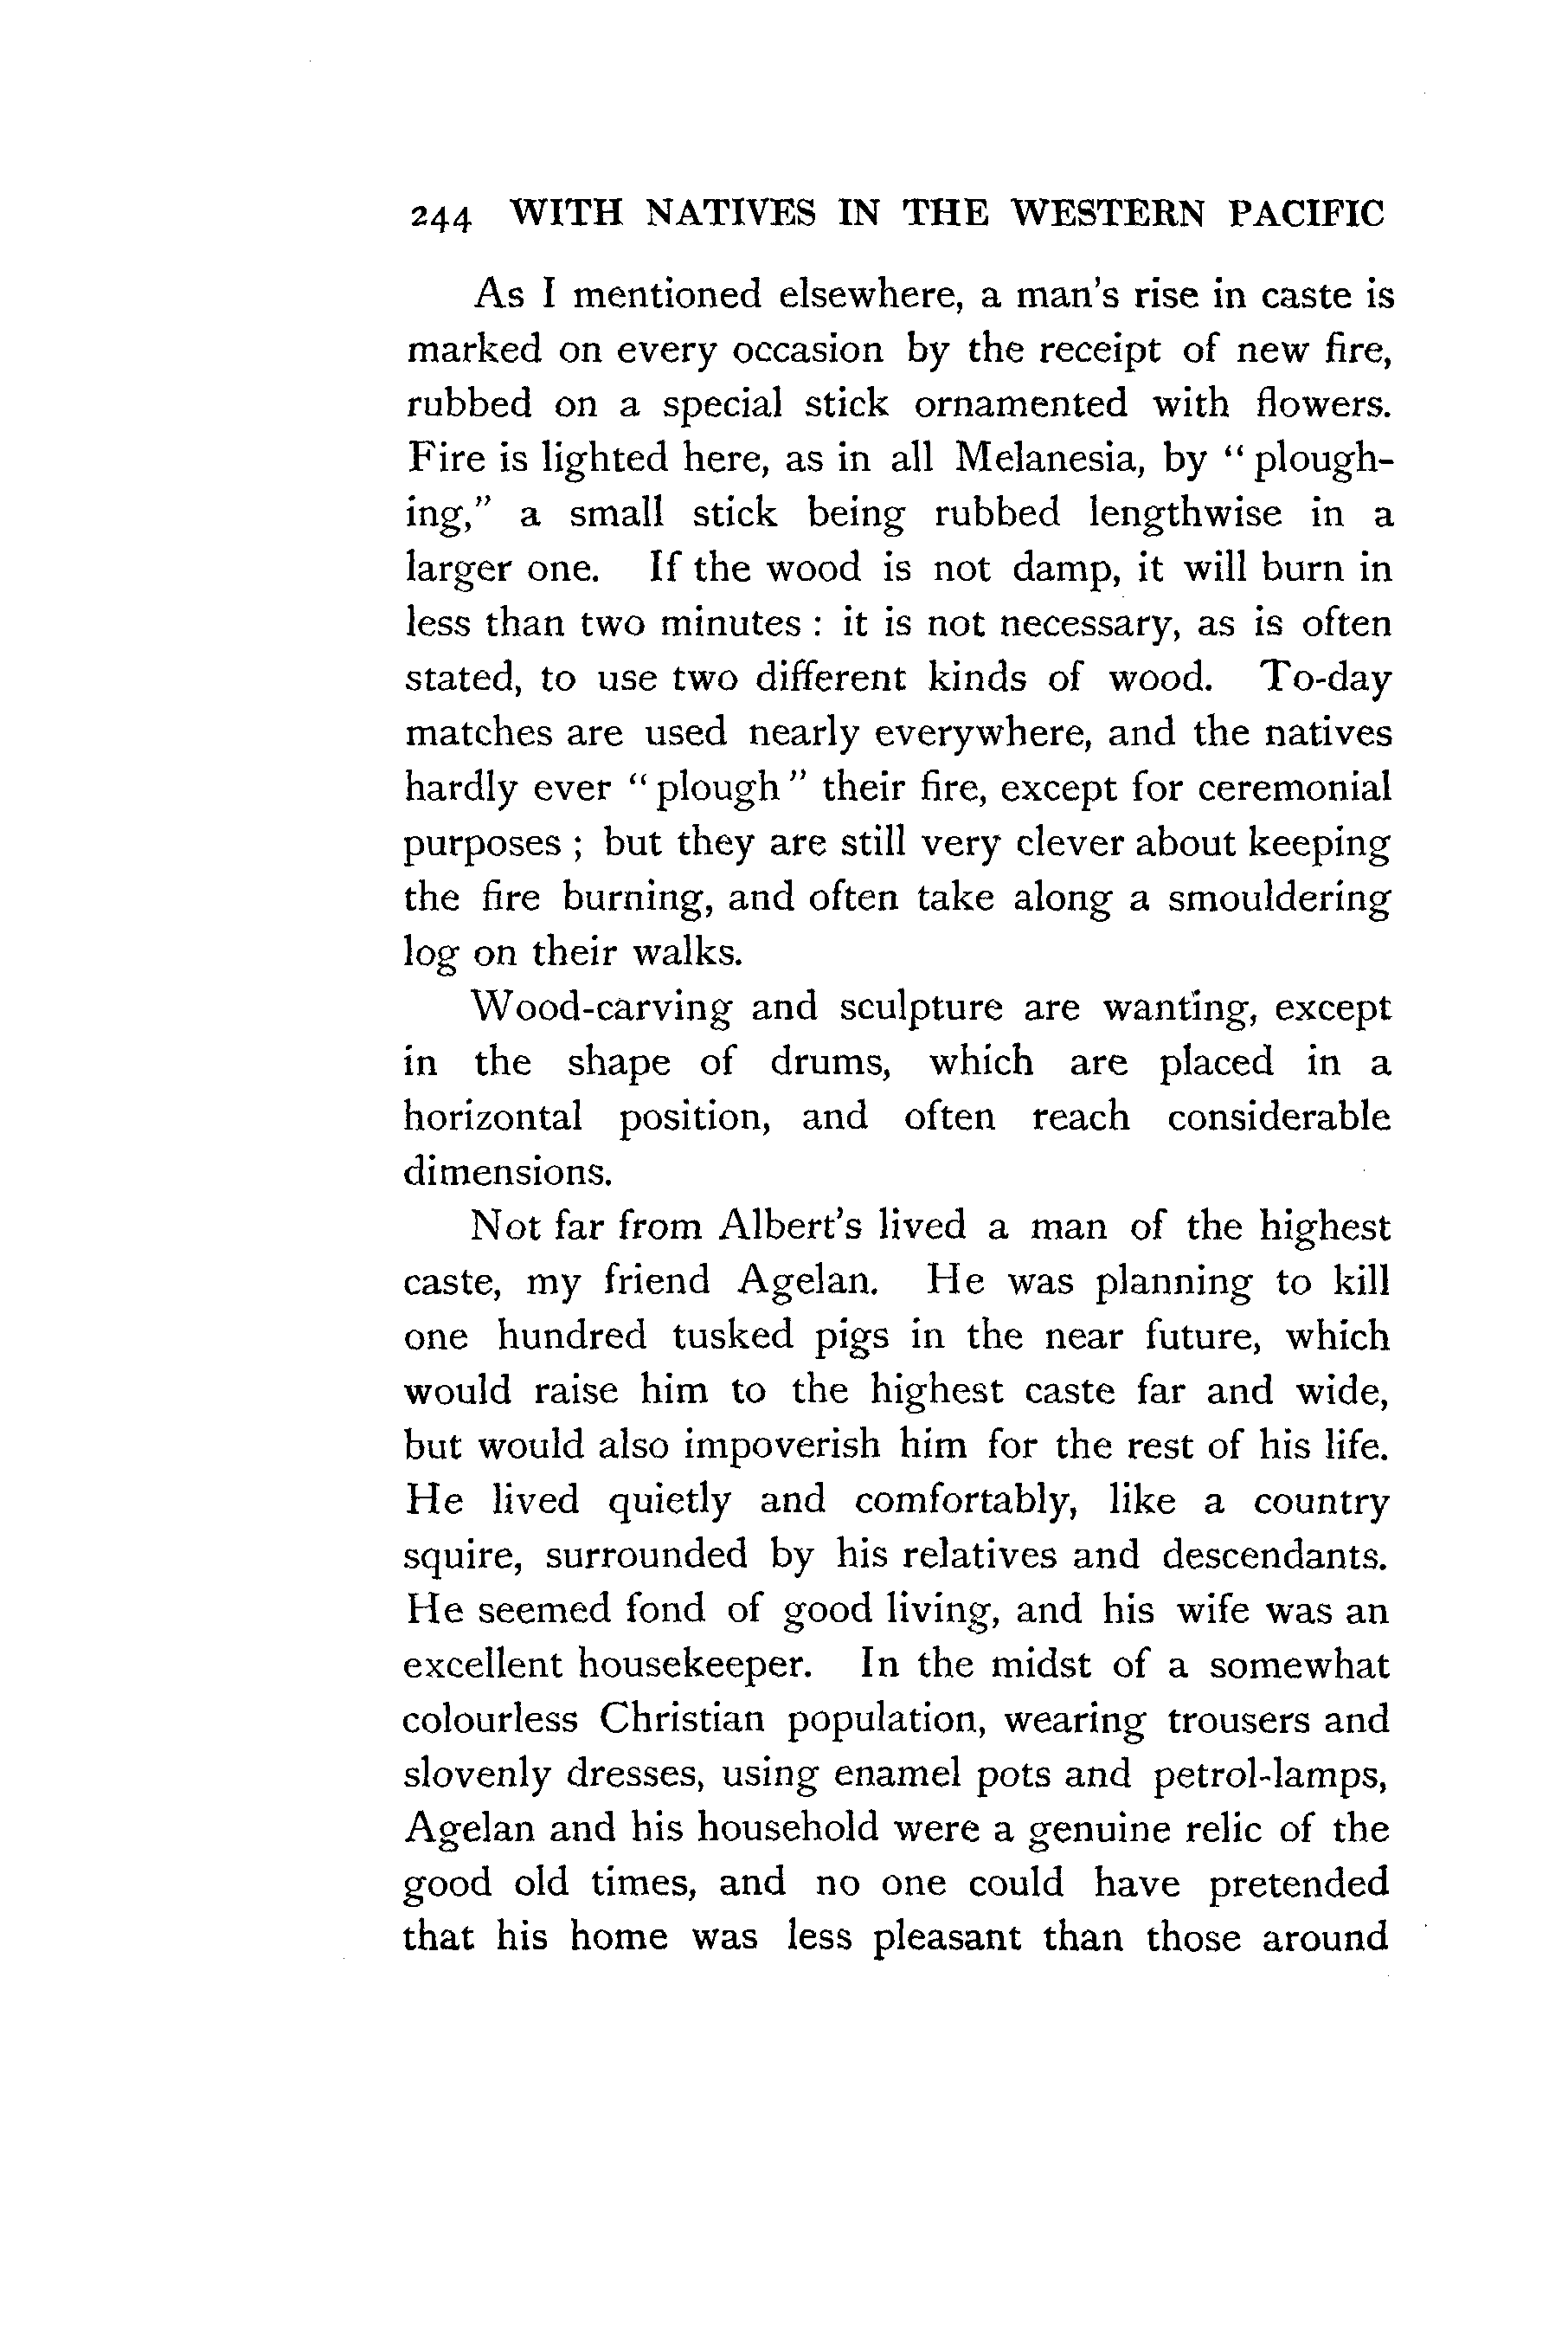 244 WITH NATIVES IN THE WESTERN PACIFIC
As I mentioned elsewhere, a man's rise in caste is
marked on every occasion by the receipt of new fire,
rubbed on a special stick ornamented with flowers.
Fire is lighted here, as in all Melanesia, by "plough-
ing," a small stick being rubbed lengthwise in a
larger one. If the wood is not damp, it will burn in
less than two minutes : it is not necessary, as is often
stated, to use two different kinds of wood. To-day
matches are used nearly everywhere, and the natives
hardly ever "plough" their fire, except for ceremonial
purposes ; but they are still very clever about keeping
the fire burning, and often take along a smouldering
log on their walks.
Wood-carving and sculpture are wanting, except
in the shape of drums, which are placed in a
horizontal position, and often reach considerable
dimensions.
Not far from Albert's lived a man of the highest
caste, my friend Agelan. He was planning to kill
one hundred tusked pigs in the near future, which
would raise him to the highest caste far and wide,
but would also impoverish him for the rest of his life.
He lived quietly and comfortably, like a country
squire, surrounded by his relatives and descendants.
He seemed fond of good living, and his wife was an
excellent housekeeper. In the midst of a somewhat
colourless Christian population, wearing trousers and
slovenly dresses, using enamel pots and petrol-lamps,
Agelan and his household were a genuine relic of the
good old times, and no one could have pretended
that his home was less pleasant than those around